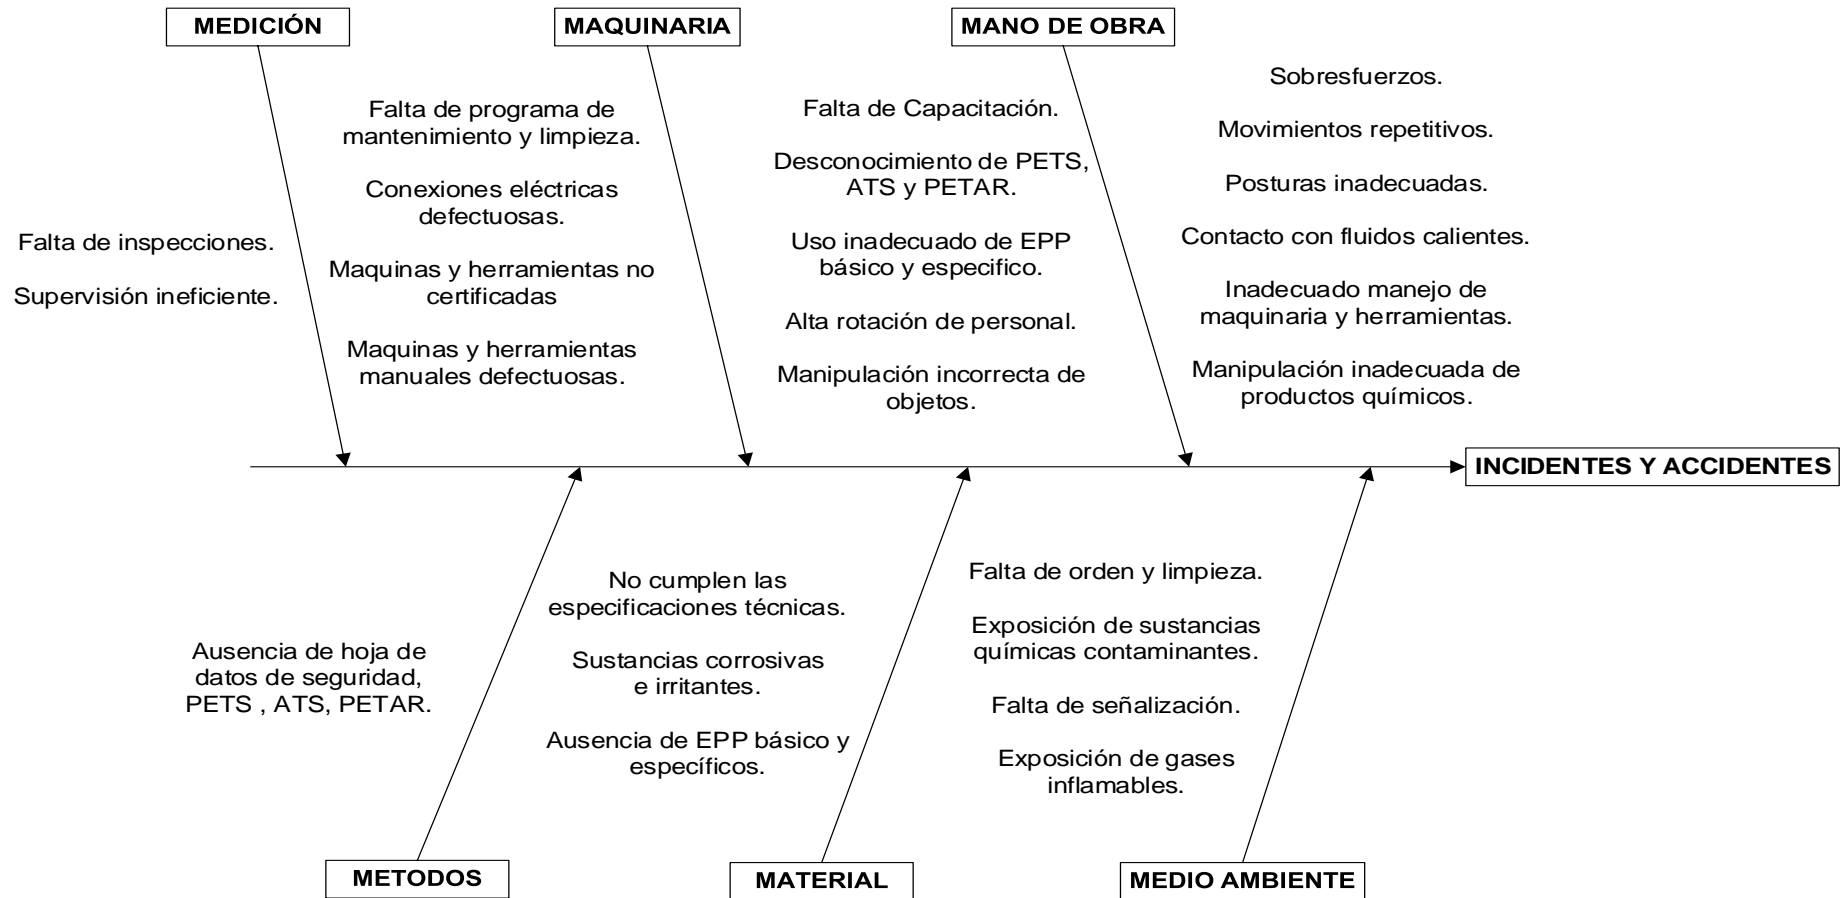 MEDICIÓN
MAQUINARIA
MANO DE OBRA
Falta de inspecciones.
Supervisión ineficiente.
Falta de programa de
mantenimiento y limpieza.
Conexiones eléctricas
defectuosas.
Maquinas y herramientas no
certificadas
Maquinas y herramientas
manuales defectuosas.
Falta de Capacitación.
Desconocimiento de PETS,
ATS y PETAR.
Uso inadecuado de EPP
básico y especifico.
Alta rotación de personal.
Manipulación incorrecta de
objetos.
Sobresfuerzos.
Movimientos repetitivos.
Posturas inadecuadas.
Contacto con fluidos calientes.
Inadecuado manejo de
maquinaria y herramientas.
Manipulación inadecuada de
productos químicos.
INCIDENTES Y ACCIDENTES
Ausencia de hoja de
datos de seguridad,
PETS , ATS, PETAR.
No cumplen las
especificaciones técnicas.
Sustancias corrosivas
e irritantes.
Ausencia de EPP básico y
específicos.
Falta de orden y limpieza.
Exposición de sustancias
químicas contaminantes.
Falta de señalización.
Exposición de gases
inflamables.
METODOS
MATERIAL
MEDIO AMBIENTE